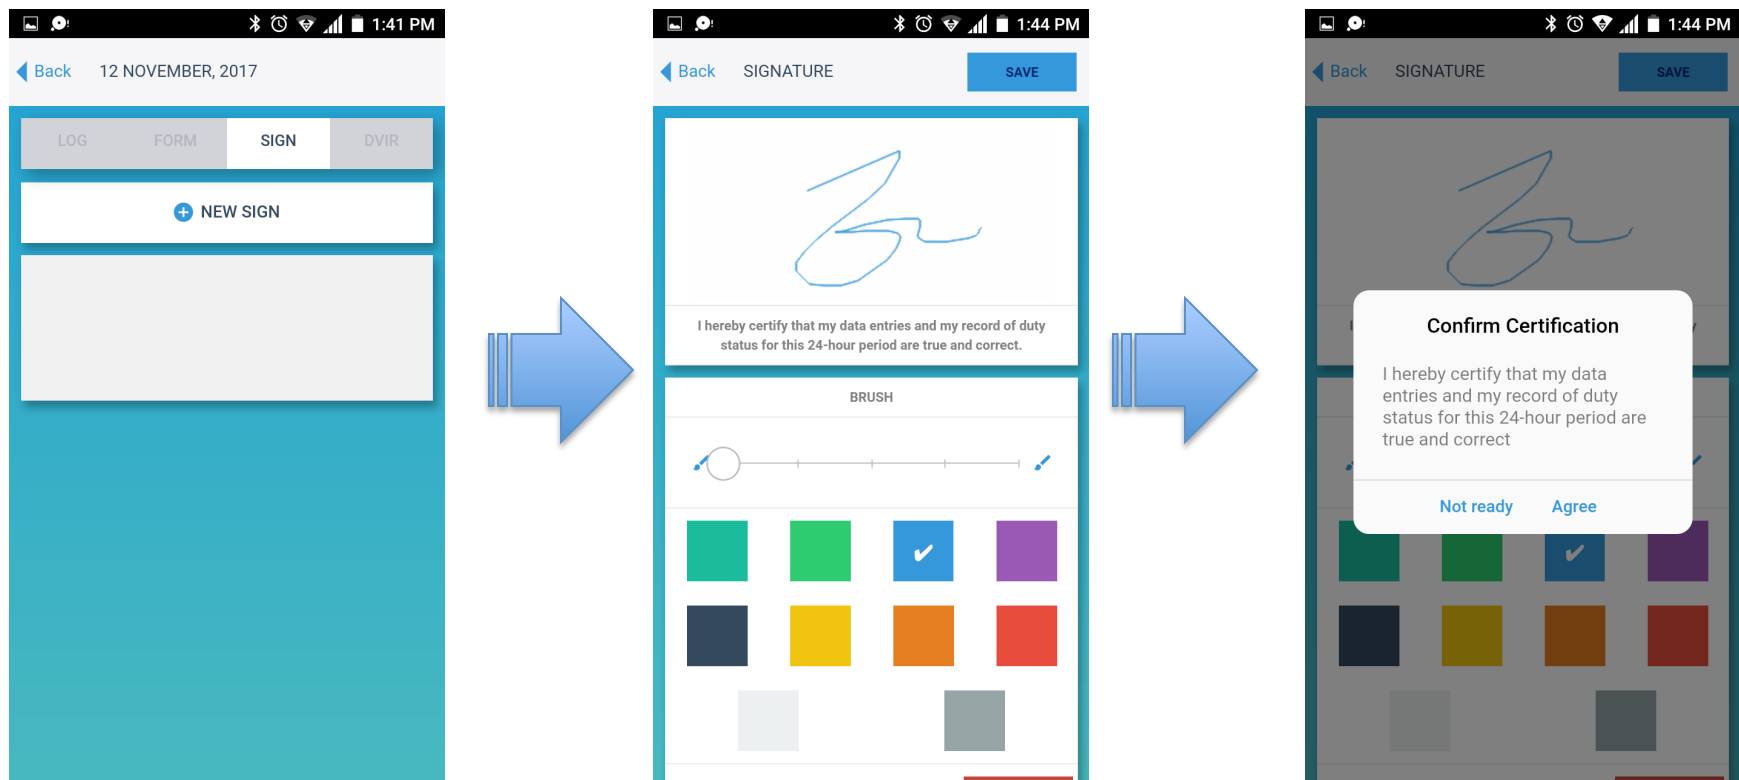 1:41 PM
Back 12 NOVEMBER, 2017
LOG FORM SIGN DVIR
NEW SIGN
1:44 PM
Back SIGNATURE SAVE
I hereby certify that my data entries and my record of duty
status for this 24-hour period are true and correct.
BRUSH
1:44 PM
Back SIGNATURE SAVE
Confirm Certification
I hereby certify that my data
entries and my record of duty
status for this 24-hour period are
true and correct
Not ready Agree